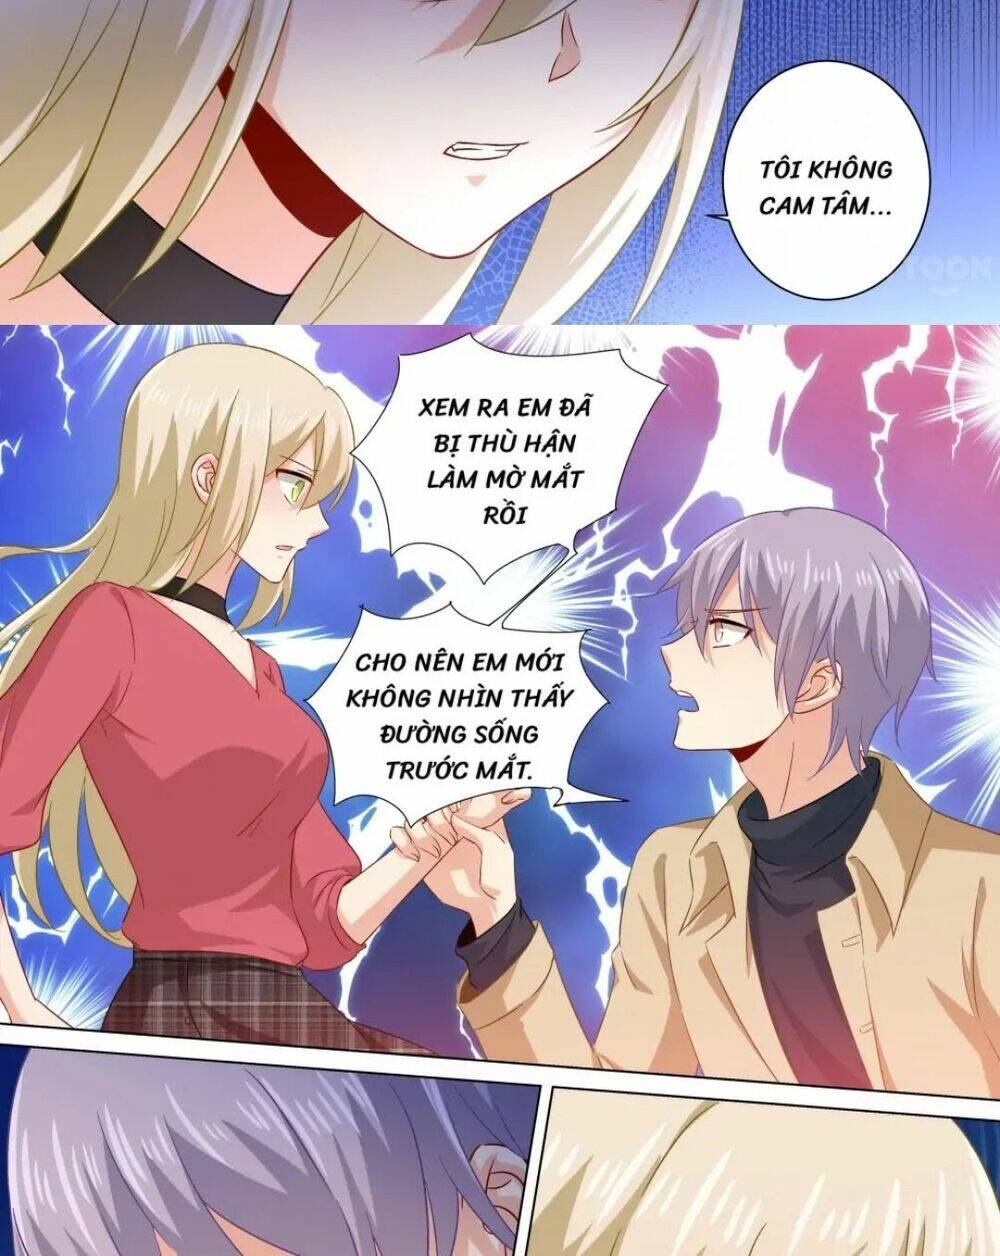 TÔI KHÔNG
CAM TÂM...
TOON
XEM RA EM ĐÃ
BỊ THÙ HẬN
LÀM MỜ MẮT
RỒI
CHO NÊN EM MỚI
KHÔNG NHÌN THẤY
ĐƯỜNG SỐNG
TRƯỚC MẮT.